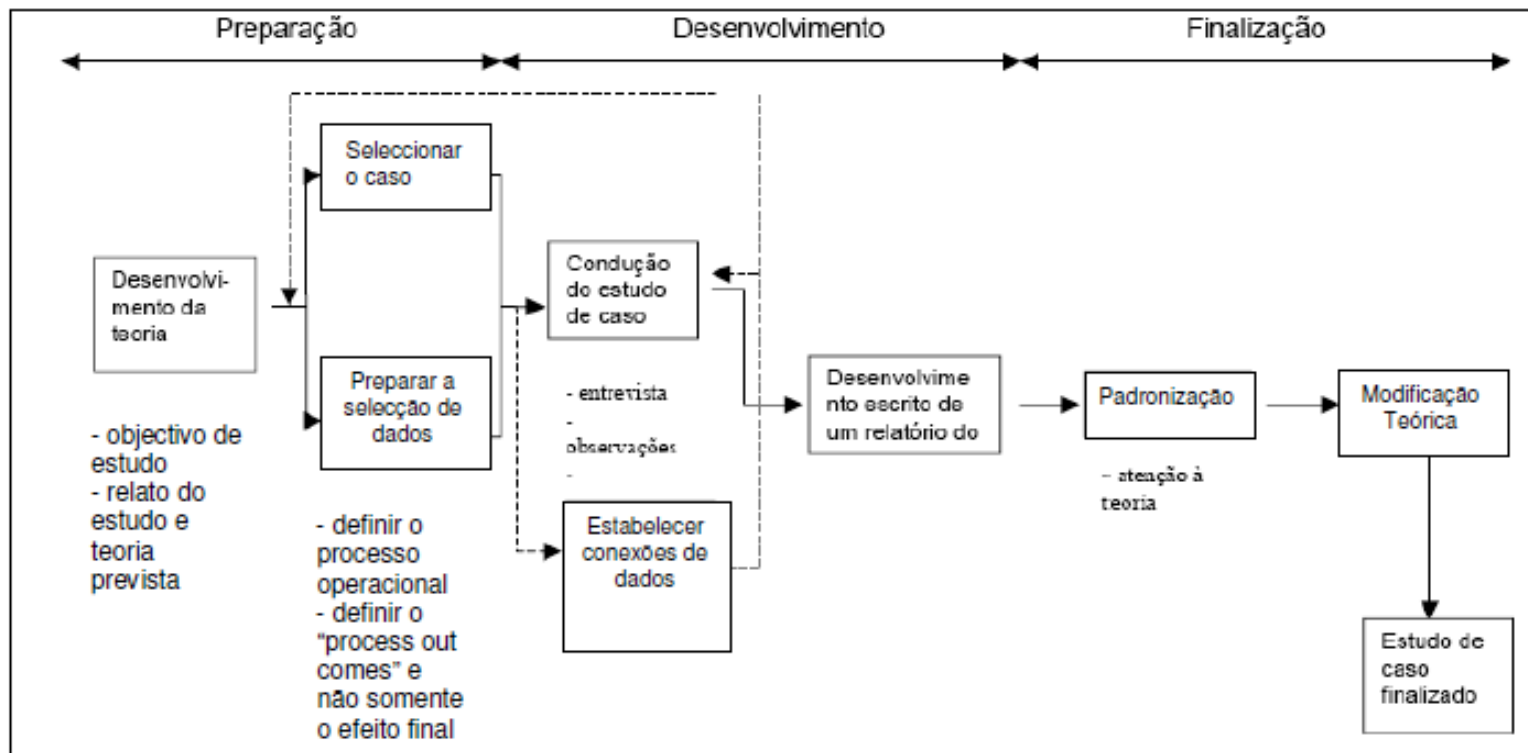 Preparação
Desenvolvimento
Finalização
Seleccionar
o caso
Desenvolvi-
mento da
teoria
Preparar a
selecção de
dados
- objectivo de
estudo
- relato do
estudo e
teoria
prevista
- definir o
processo
operacional
- definir o
“process out
comes” e
não somente
o efeito final
Condução
do estudo
de caso
- entrevista
-
observações
-
Estabelecer
conexões de
dados
Desenvolvime
nto escrito de
um relatório do
Padronização
- atenção à
teoria
Modificação
Teórica
Estudo de
caso
finalizado